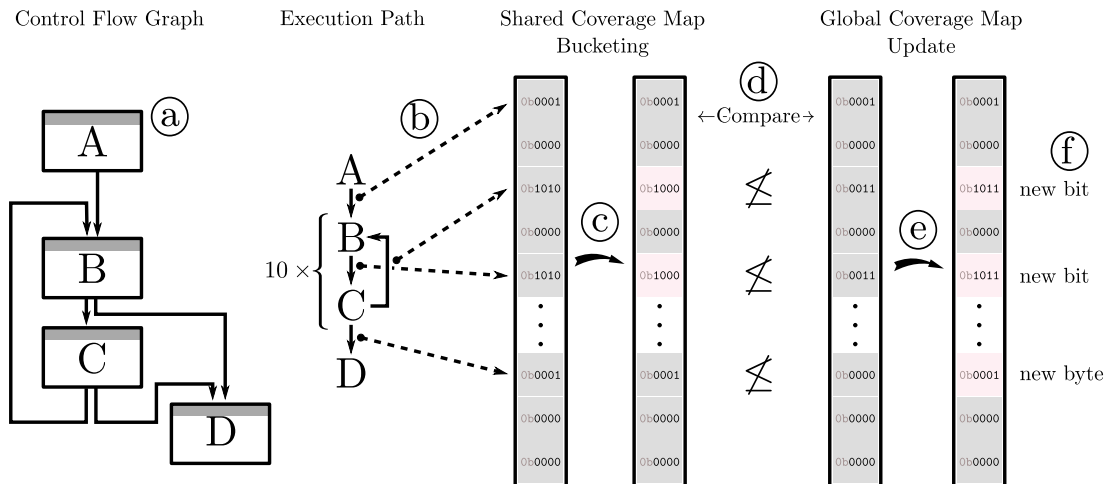 Control Flow Graph
Execution Path
Shared Coverage Map
Bucketing
Global Coverage Map
Update
a
A
B
C
D
b
A
B
C
D
10 ×
0b0001
0b0000
0b1010
0b0000
0b1010
0b0001
0b0000
0b0000
c
0b0001
0b0000
0b1000
0b0000
0b1000
0b0001
0b0000
0b0000
d
←Compare→
≰
≰
≰
0b0001
0b0000
0b0011
0b0000
0b0011
0b0000
0b0000
0b0000
e
0b0001
0b0000
0b1011
0b0000
0b1011
0b0001
0b0000
0b0000
f
new bit
new bit
new byte